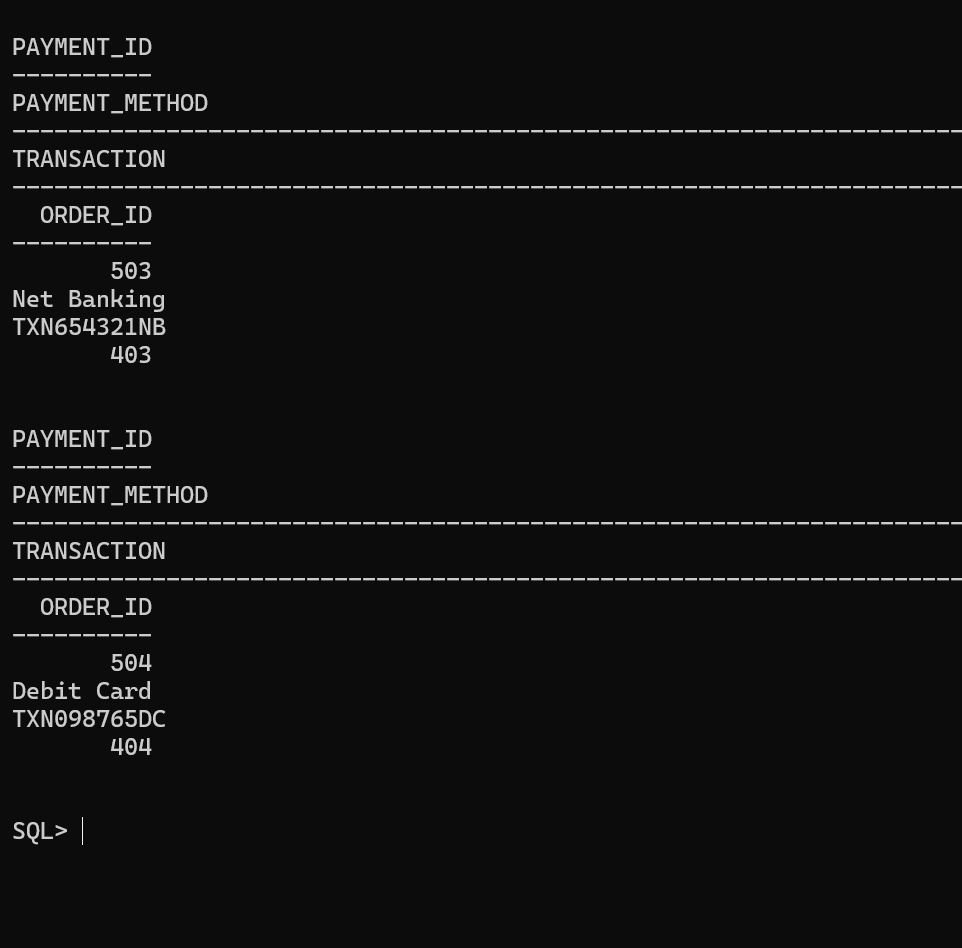 PAYMENT_ID
----------
PAYMENT_METHOD
--------------------------------------------------------------------
TRANSACTION
--------------------------------------------------------------------
  ORDER_ID
----------
       503
Net Banking
TXN654321NB
       403
PAYMENT_ID
----------
PAYMENT_METHOD
--------------------------------------------------------------------
TRANSACTION
--------------------------------------------------------------------
  ORDER_ID
----------
       504
Debit Card
TXN098765DC
       404
SQL>